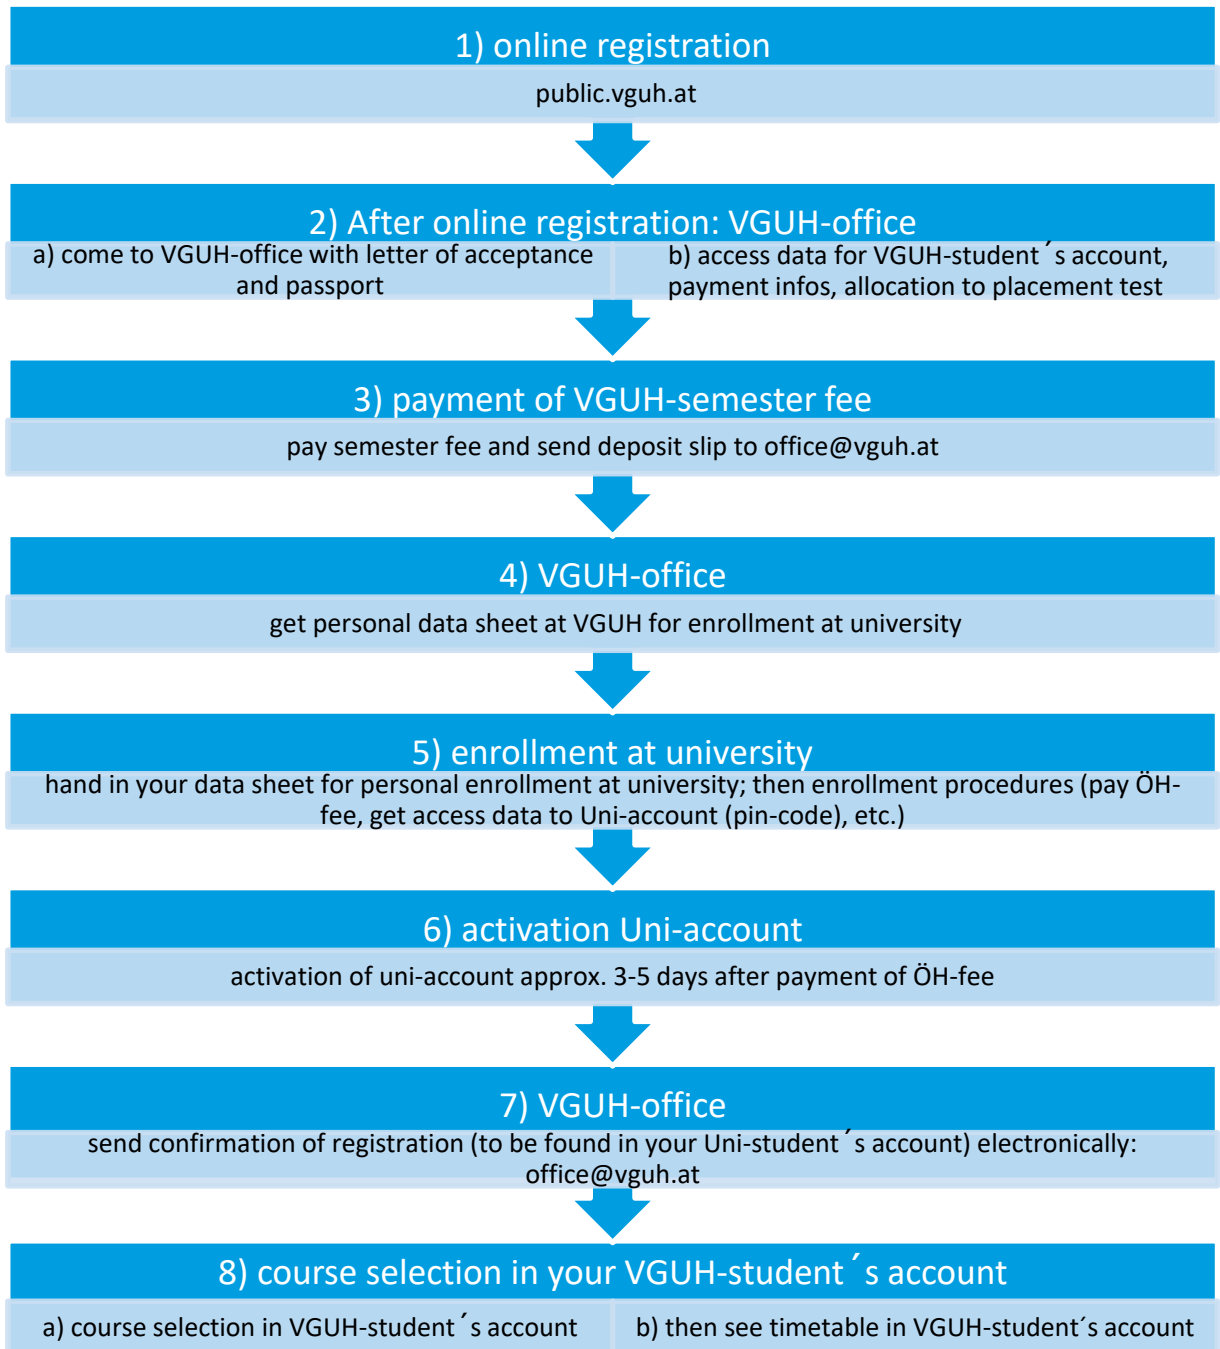 1) online registration
public.vguh.at
2) After online registration: VGUH-office
a) come to VGUH-office with letter of acceptance
and passport
b) access data for VGUH-student´s account,
payment infos, allocation to placement test
3) payment of VGUH-semester fee
pay semester fee and send deposit slip to office@vguh.at
4) VGUH-office
get personal data sheet at VGUH for enrollment at university
5) enrollment at university
hand in your data sheet for personal enrollment at university; then enrollment procedures (pay ÖH-
fee, get access data to Uni-account (pin-code), etc.)
6) activation Uni-account
activation of uni-account approx. 3-5 days after payment of ÖH-fee
7) VGUH-office
send confirmation of registration (to be found in your Uni-student´s account) electronically:
office@vguh.at
8) course selection in your VGUH-student´s account
a) course selection in VGUH-student´s account
b) then see timetable in VGUH-student´s account